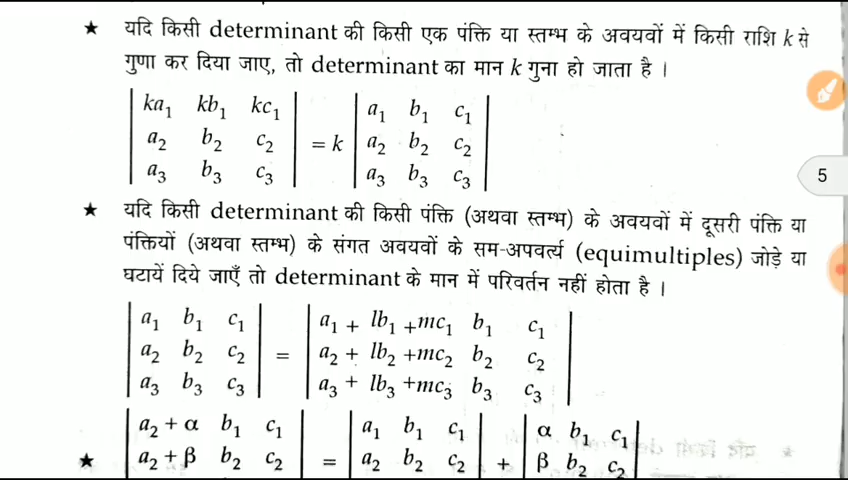 ★ यदि किसी determinant की किसी एक पंक्ति या स्तम्भ के अवयवों में किसी राशि k से
गुणा कर दिया जाए, तो determinant का मान k गुना हो जाता है ।
| ka₁ kb₁ kc₁ | | a₁ b₁ c₁ |
| a₂ b₂ c₂ | = k | a₂ b₂ c₂ |
| a₃ b₃ c₃ | | a₃ b₃ c₃ |
5
★ यदि किसी determinant की किसी पंक्ति (अथवा स्तम्भ) के अवयवों में दूसरी पंक्ति या
पंक्तियों (अथवा स्तम्भ) के संगत अवयवों के सम-अपवर्त्य (equimultiples) जोड़े या
घटायें दिये जाएँ तो determinant के मान में परिवर्तन नहीं होता है ।
| a₁ b₁ c₁ | | a₁ + lb₁ +mc₁ b₁ c₁ |
| a₂ b₂ c₂ | = | a₂ + lb₂ +mc₂ b₂ c₂ |
| a₃ b₃ c₃ | | a₃ + lb₃ +mc₃ b₃ c₃ |
| a₂ + α b₁ c₁ | | a₁ b₁ c₁ | | α b₁ c₁ |
★ | a₂ + β b₂ c₂ | = | a₂ b₂ c₂ | + | β b₂ c₂ |